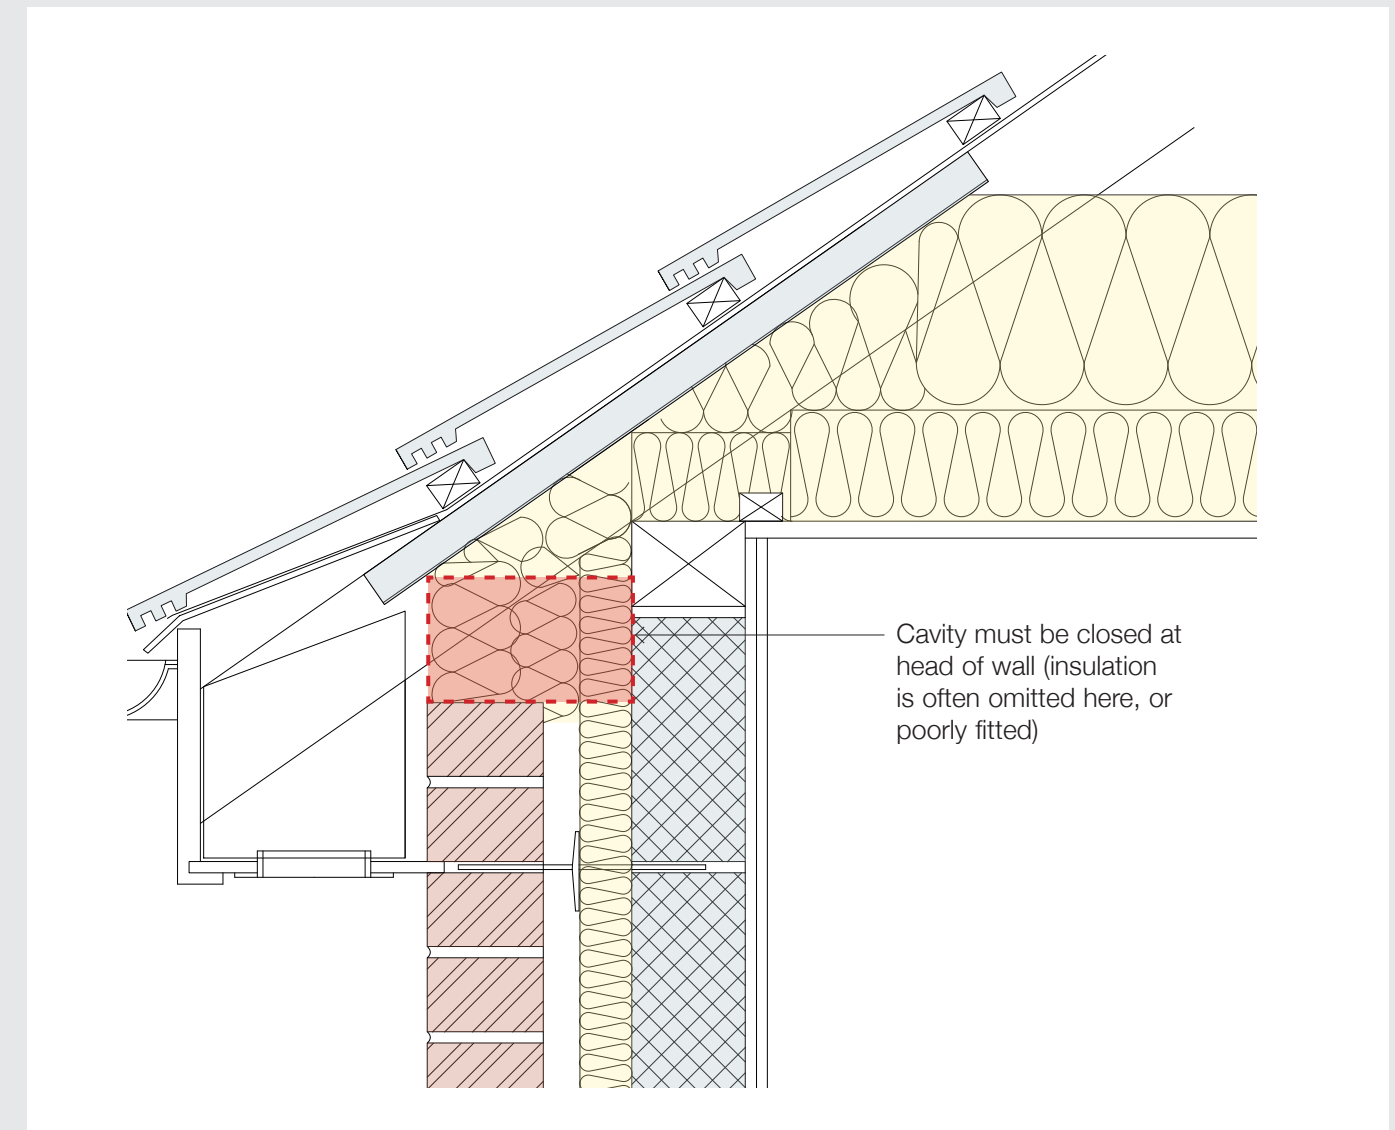 Cavity must be closed at
head of wall (insulation
is often omitted here, or
poorly fitted)